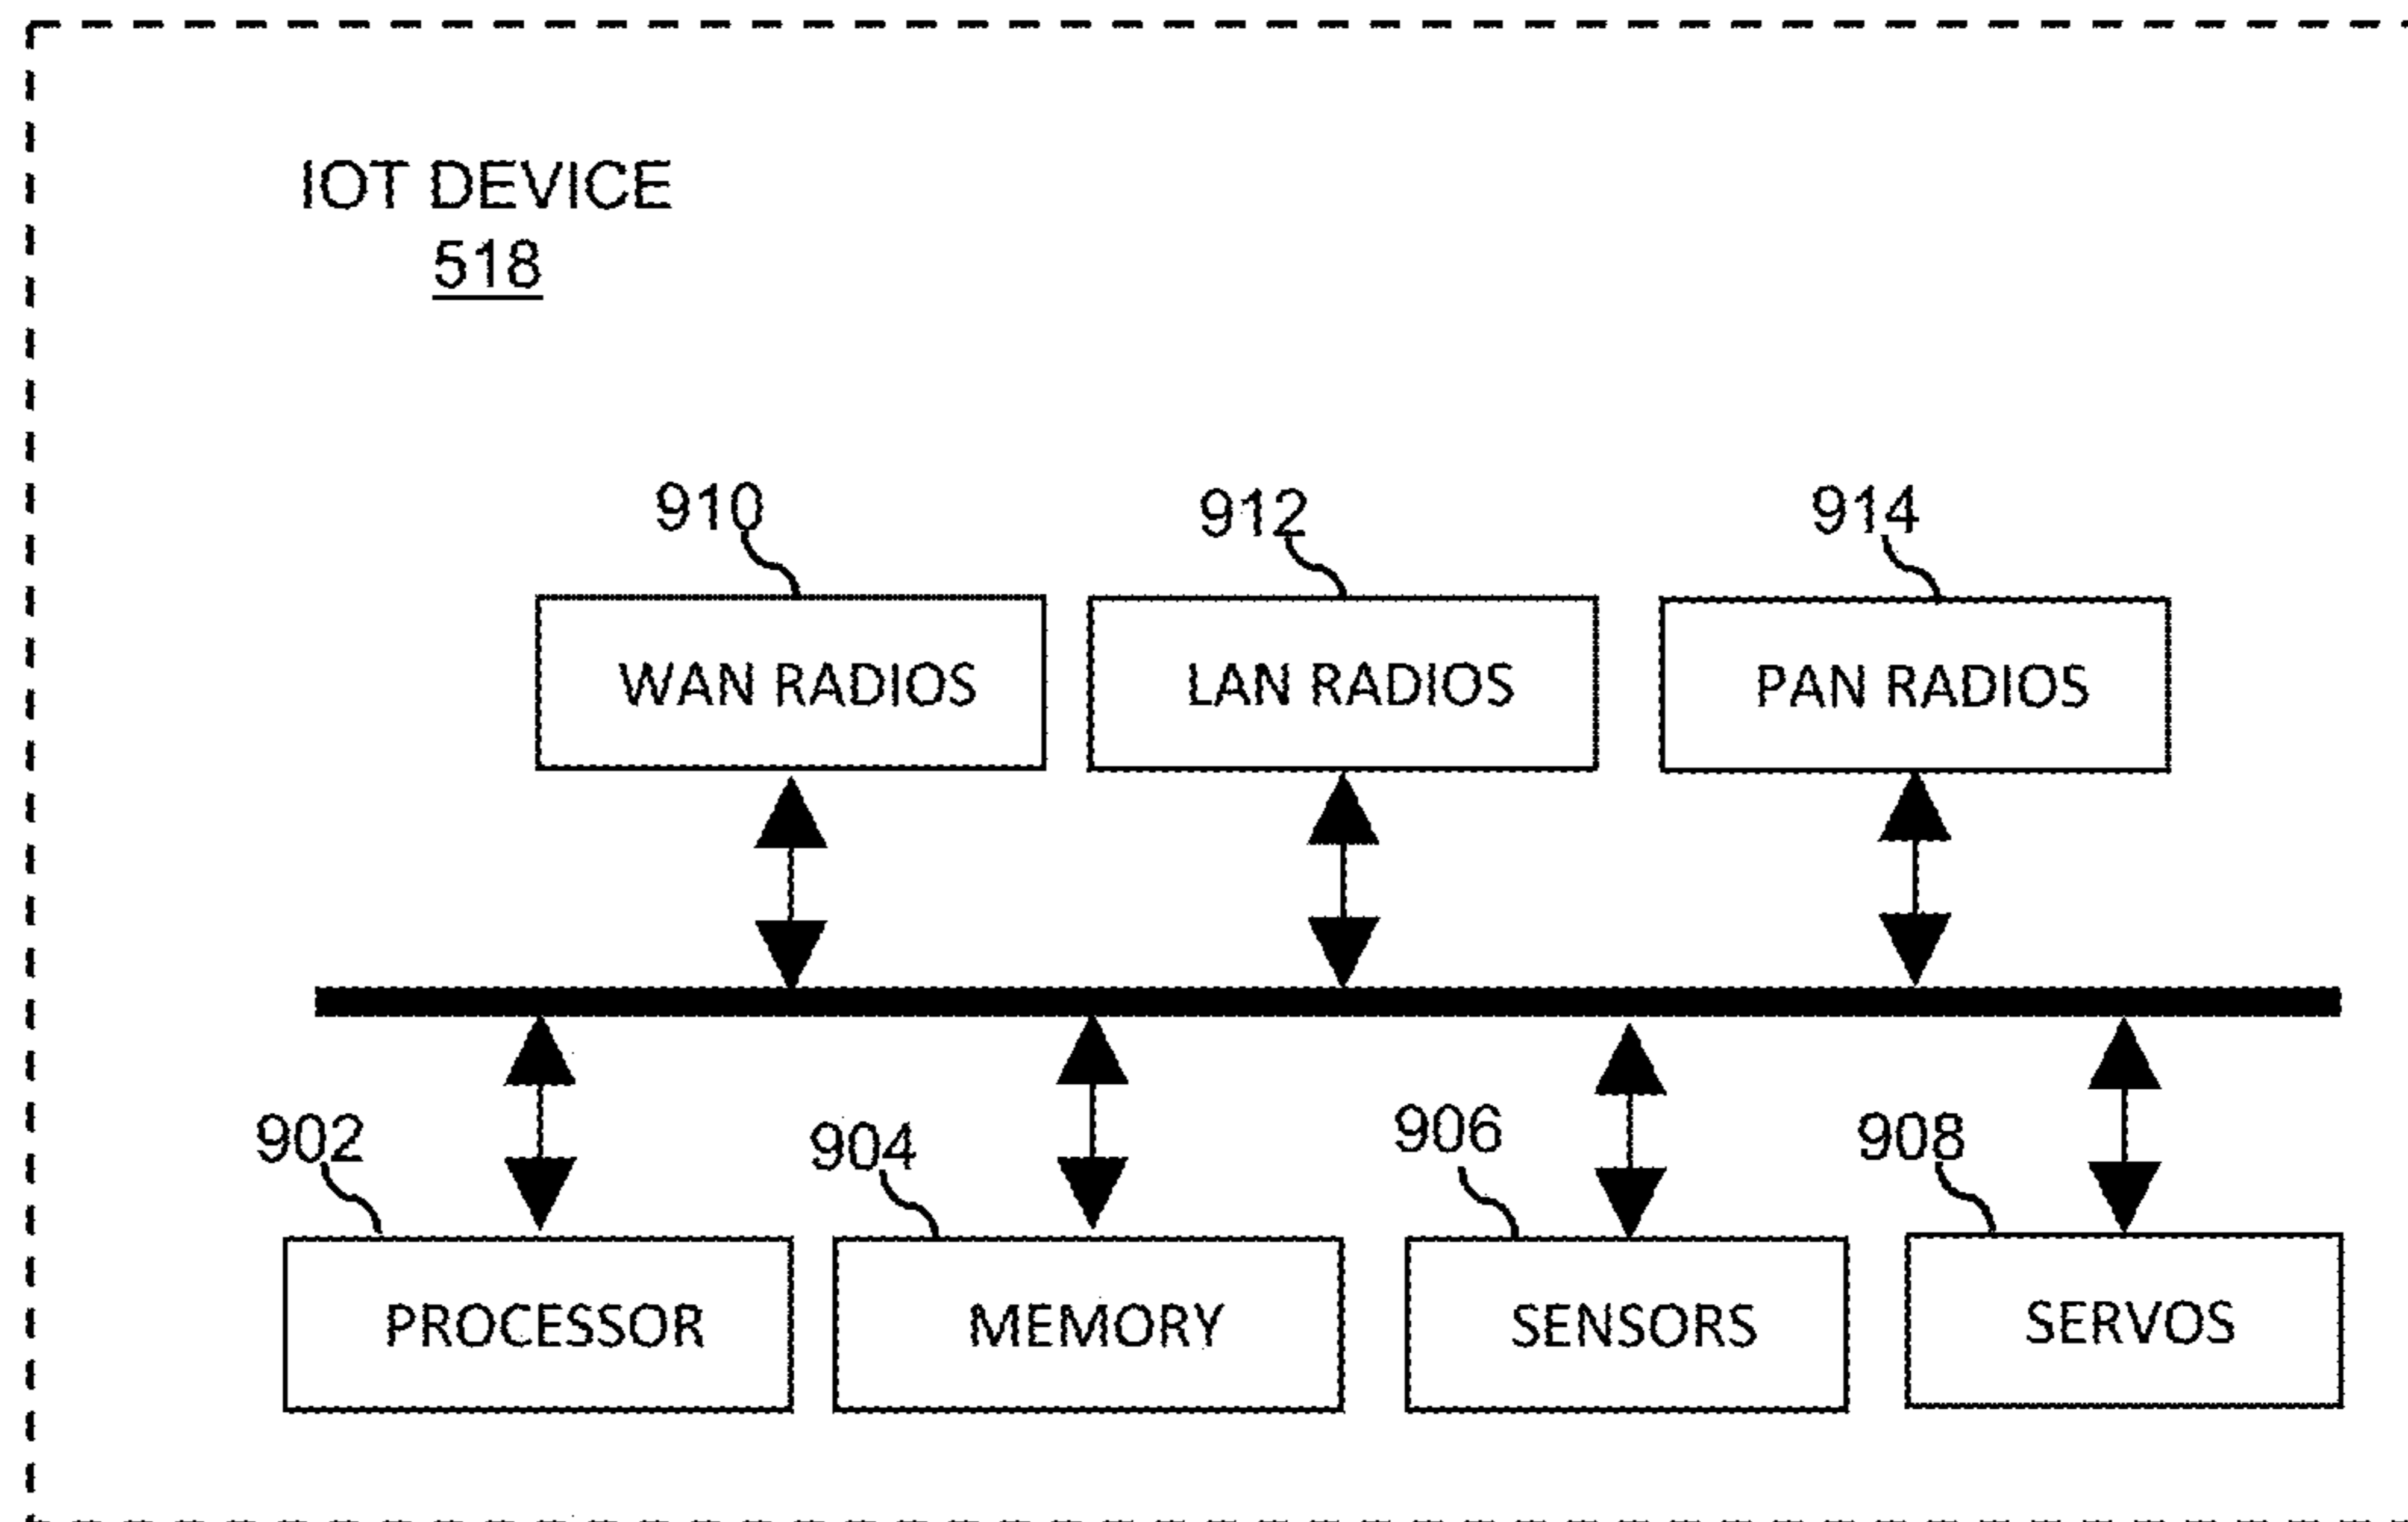 IOT DEVICE
518
910
912
914
WAN RADIOS
LAN RADIOS
PAN RADIOS
902
904
906
908
PROCESSOR
MEMORY
SENSORS
SERVOS